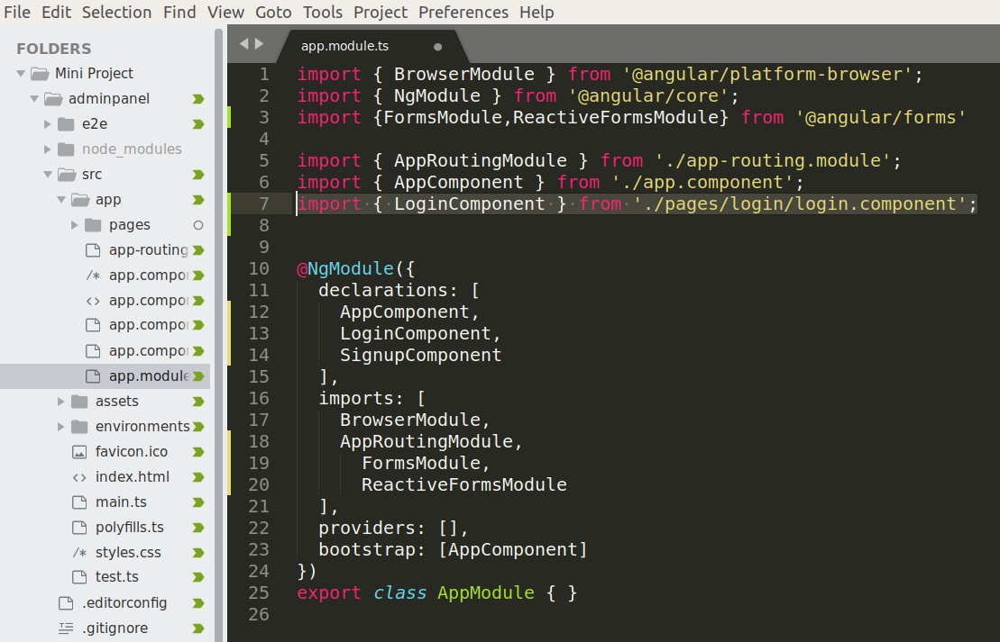 File Edit Selection Find View Goto Tools Project Preferences Help
FOLDERS
Mini Project
adminpanel
e2e
node_modules
src
app
pages
app-routing
/* app.compo
<> app.compo
app.compo
app.compo
app.module
assets
environments
favicon.ico
<> index.html
main.ts
polyfills.ts
/* styles.css
test.ts
.editorconfig
.gitignore
app.module.ts
1 import { BrowserModule } from '@angular/platform-browser';
2 import { NgModule } from '@angular/core';
3 import {FormsModule,ReactiveFormsModule} from '@angular/forms'
4
5 import { AppRoutingModule } from './app-routing.module';
6 import { AppComponent } from './app.component';
7 import { LoginComponent } from './pages/login/login.component';
8
9
10 @NgModule({
11 declarations: [
12 AppComponent,
13 LoginComponent,
14 SignupComponent
15 ],
16 imports: [
17 BrowserModule,
18 AppRoutingModule,
19 FormsModule,
20 ReactiveFormsModule
21 ],
22 providers: [],
23 bootstrap: [AppComponent]
24 })
25 export class AppModule { }
26